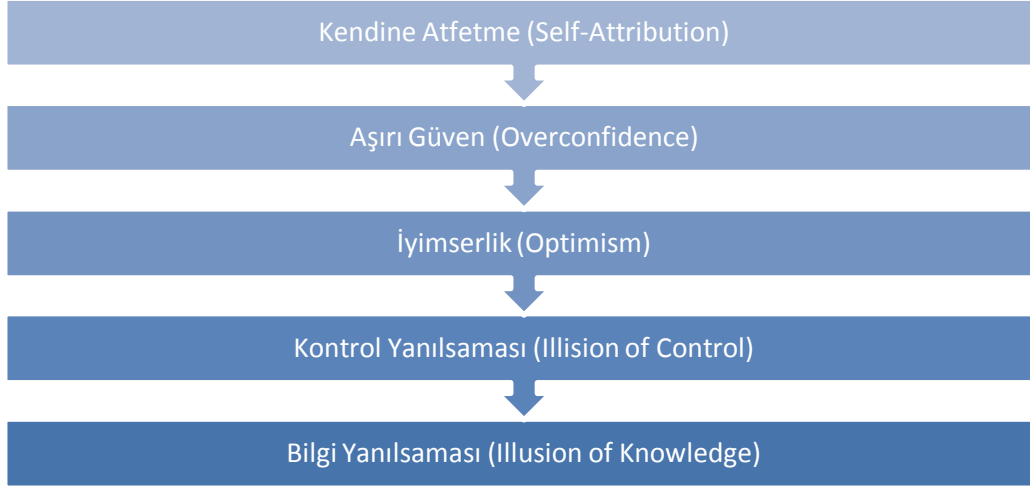 Kendine Atfetme (Self-Attribution)
Aşırı Güven (Overconfidence)
İyimserlik (Optimism)
Kontrol Yanılsaması (Illision of Control)
Bilgi Yanılsaması (Illusion of Knowledge)